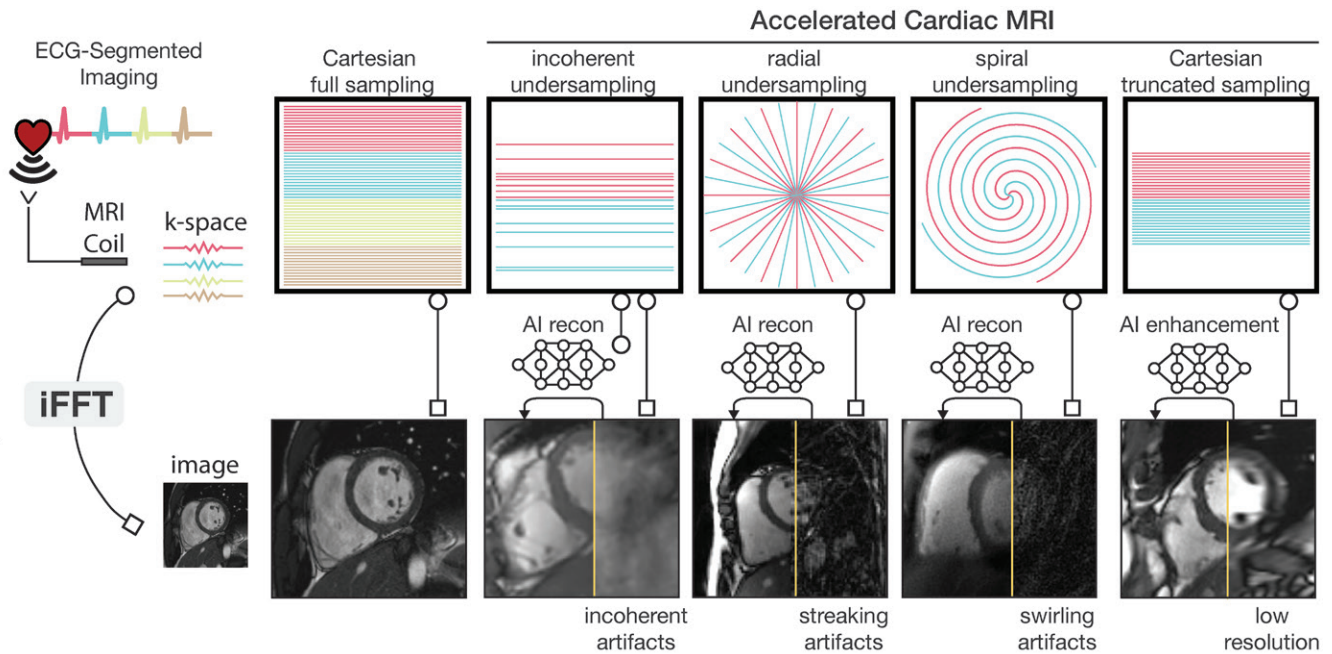 Accelerated Cardiac MRI
ECG-Segmented
Imaging
Cartesian
full sampling
incoherent
undersampling
radial
undersampling
spiral
undersampling
Cartesian
truncated sampling
MRI
Coil
k-space
AI recon
AI recon
AI recon
AI enhancement
iFFT
image
incoherent
artifacts
streaking
artifacts
swirling
artifacts
low
resolution